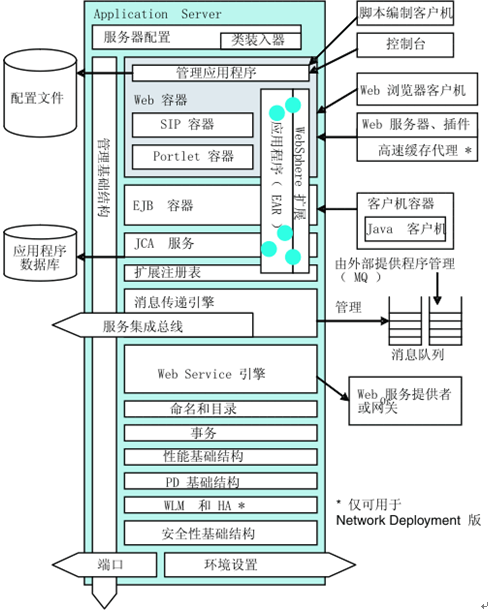 Application Server
服务器配置
类装入器
脚本编制客户机
控制台
管理应用程序
配置文件
Web 容器
SIP 容器
Portlet 容器
应用程序（ EAR ）
WebSphere 扩展
Web 浏览器客户机
Web 服务器、插件
高速缓存代理 *
管理基础结构
EJB 容器
客户机容器
Java 客户机
JCA 服务
应用程序
数据库
扩展注册表
由外部提供程序管理
（ MQ ）
消息传递引擎
管理
服务集成总线
消息队列
Web Service 引擎
Web 服务提供者
or
或网关
命名和目录
事务
性能基础结构
PD 基础结构
WLM 和 HA *
* 仅可用于
Network Deployment 版
安全性基础结构
端口
环境设置